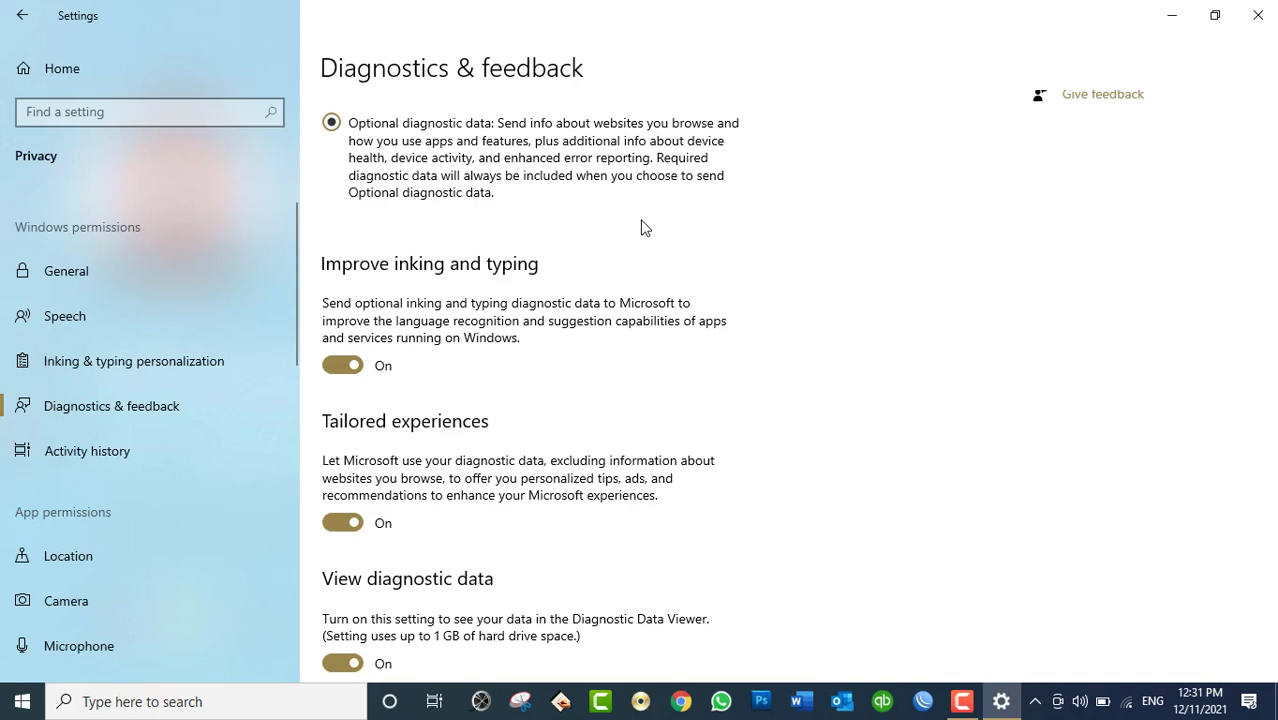 Settings
Home
Find a setting
Privacy
Windows permissions
General
Speech
Inking & typing personalization
Diagnostics & feedback
Activity history
App permissions
Location
Camera
Microphone
Diagnostics & feedback
Give feedback
Optional diagnostic data: Send info about websites you browse and
how you use apps and features, plus additional info about device
health, device activity, and enhanced error reporting. Required
diagnostic data will always be included when you choose to send
Optional diagnostic data.
Improve inking and typing
Send optional inking and typing diagnostic data to Microsoft to
improve the language recognition and suggestion capabilities of apps
and services running on Windows.
On
Tailored experiences
Let Microsoft use your diagnostic data, excluding information about
websites you browse, to offer you personalized tips, ads, and
recommendations to enhance your Microsoft experiences.
On
View diagnostic data
Turn on this setting to see your data in the Diagnostic Data Viewer.
(Setting uses up to 1 GB of hard drive space.)
On
Type here to search
ENG
12:31 PM
12/11/2021